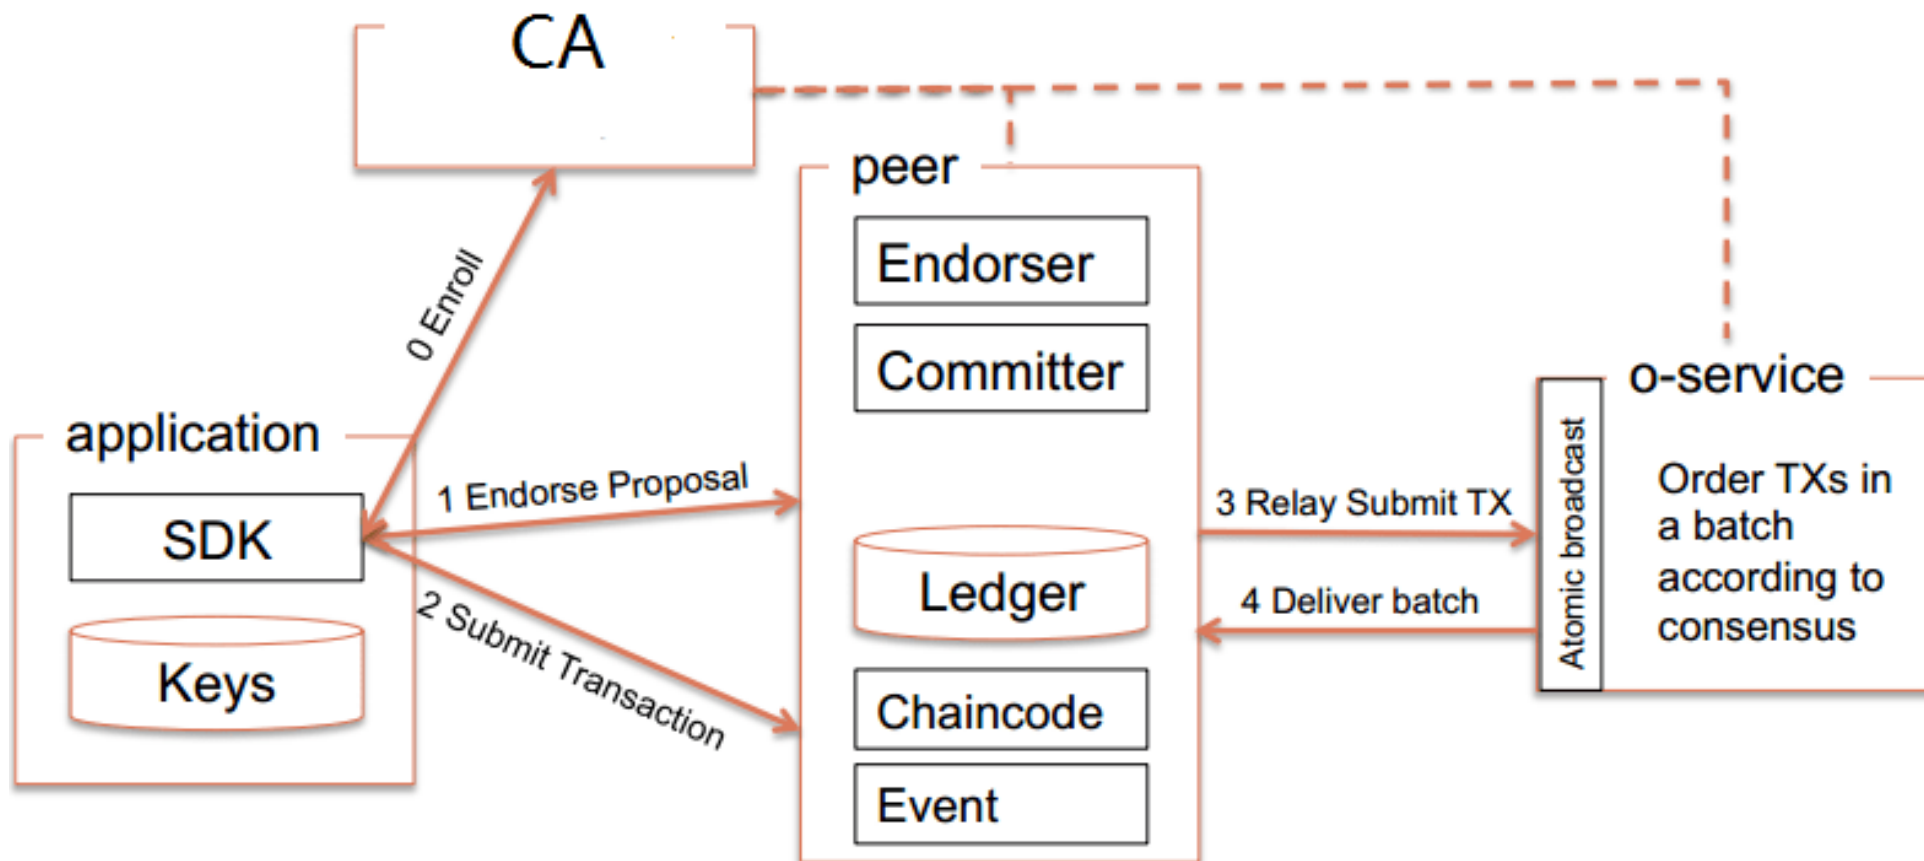 CA
peer
Endorser
Committer
Ledger
Chaincode
Event
application
SDK
Keys
0 Enroll
1 Endorse Proposal
2 Submit Transaction
3 Relay Submit TX
4 Deliver batch
o-service
Atomic broadcast
Order TXs in
a batch
according to
consensus